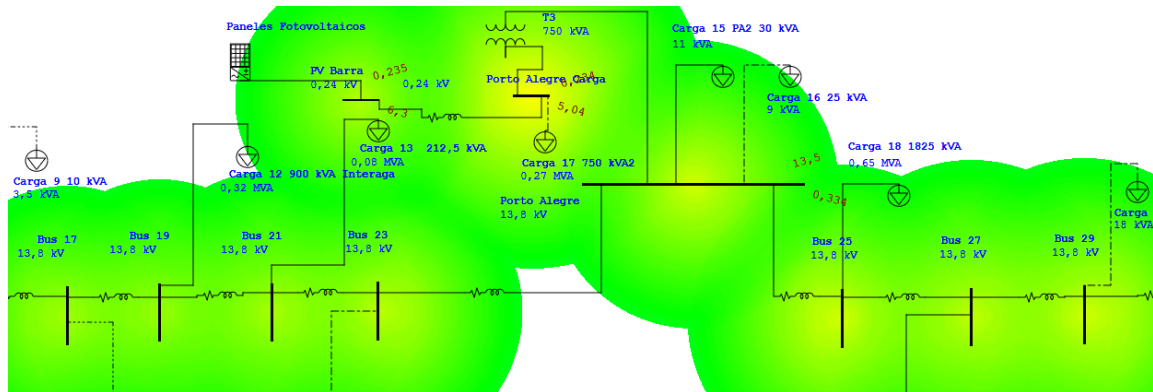 Paneles Fotovoltaicos
T3
750 kVA
Carga 15 PA2 30 kVA
11 kVA
PV Barra
0,24 kV
0,235
0,24 kV
Porto Alegre Carga
5,04
6,3
Carga 16 25 kVA
9 kVA
Carga 13 212,5 kVA
0,08 MVA
Carga 17 750 kVA2
0,27 MVA
Carga 18 1825 kVA
0,65 MVA
13,5
0,334
Carga 9 10 kVA
3,5 kVA
Carga 12 900 kVA Interaga
0,32 MVA
Porto Alegre
13,8 kV
Carga
18 kVA
Bus 17
13,8 kV
Bus 19
13,8 kV
Bus 21
13,8 kV
Bus 23
13,8 kV
Bus 25
13,8 kV
Bus 27
13,8 kV
Bus 29
13,8 kV